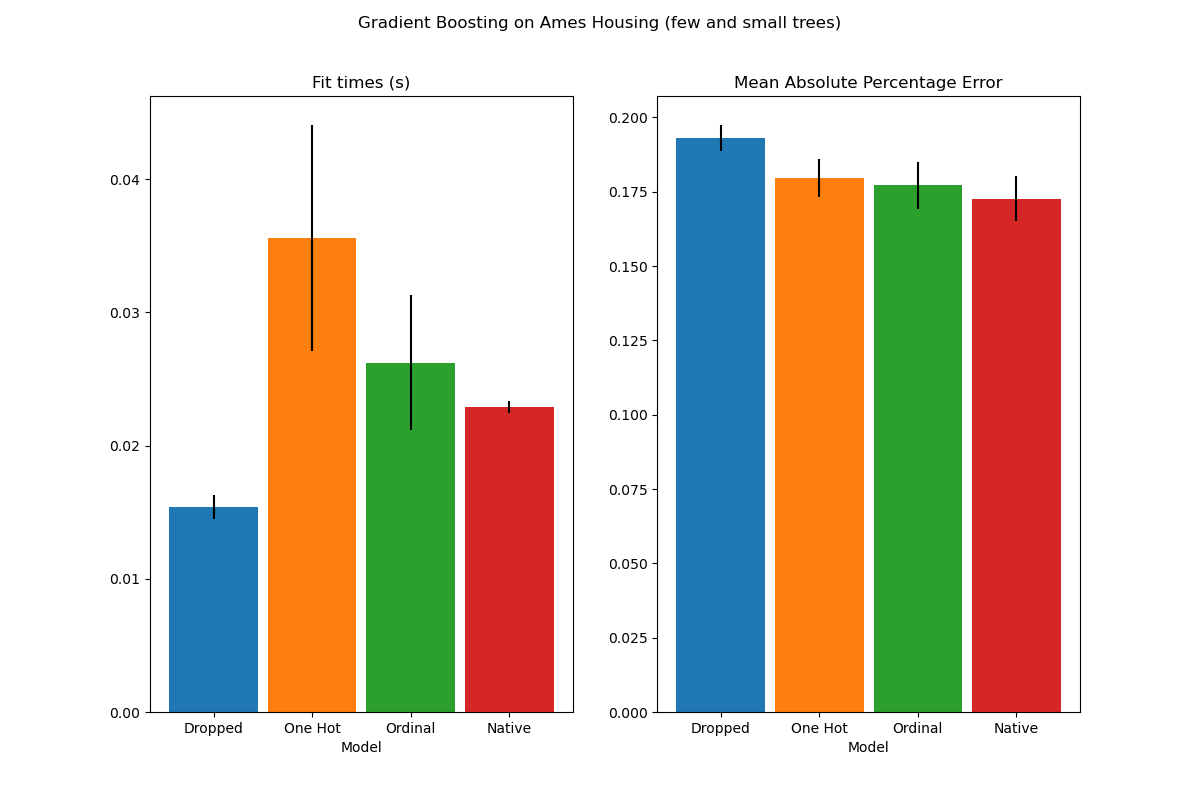 Gradient Boosting on Ames Housing (few and small trees)
Fit times (s)
0.04
0.03
0.02
0.01
0.00
Dropped One Hot Ordinal Native
Model
Mean Absolute Percentage Error
0.200
0.175
0.150
0.125
0.100
0.075
0.050
0.025
0.000
Dropped One Hot Ordinal Native
Model